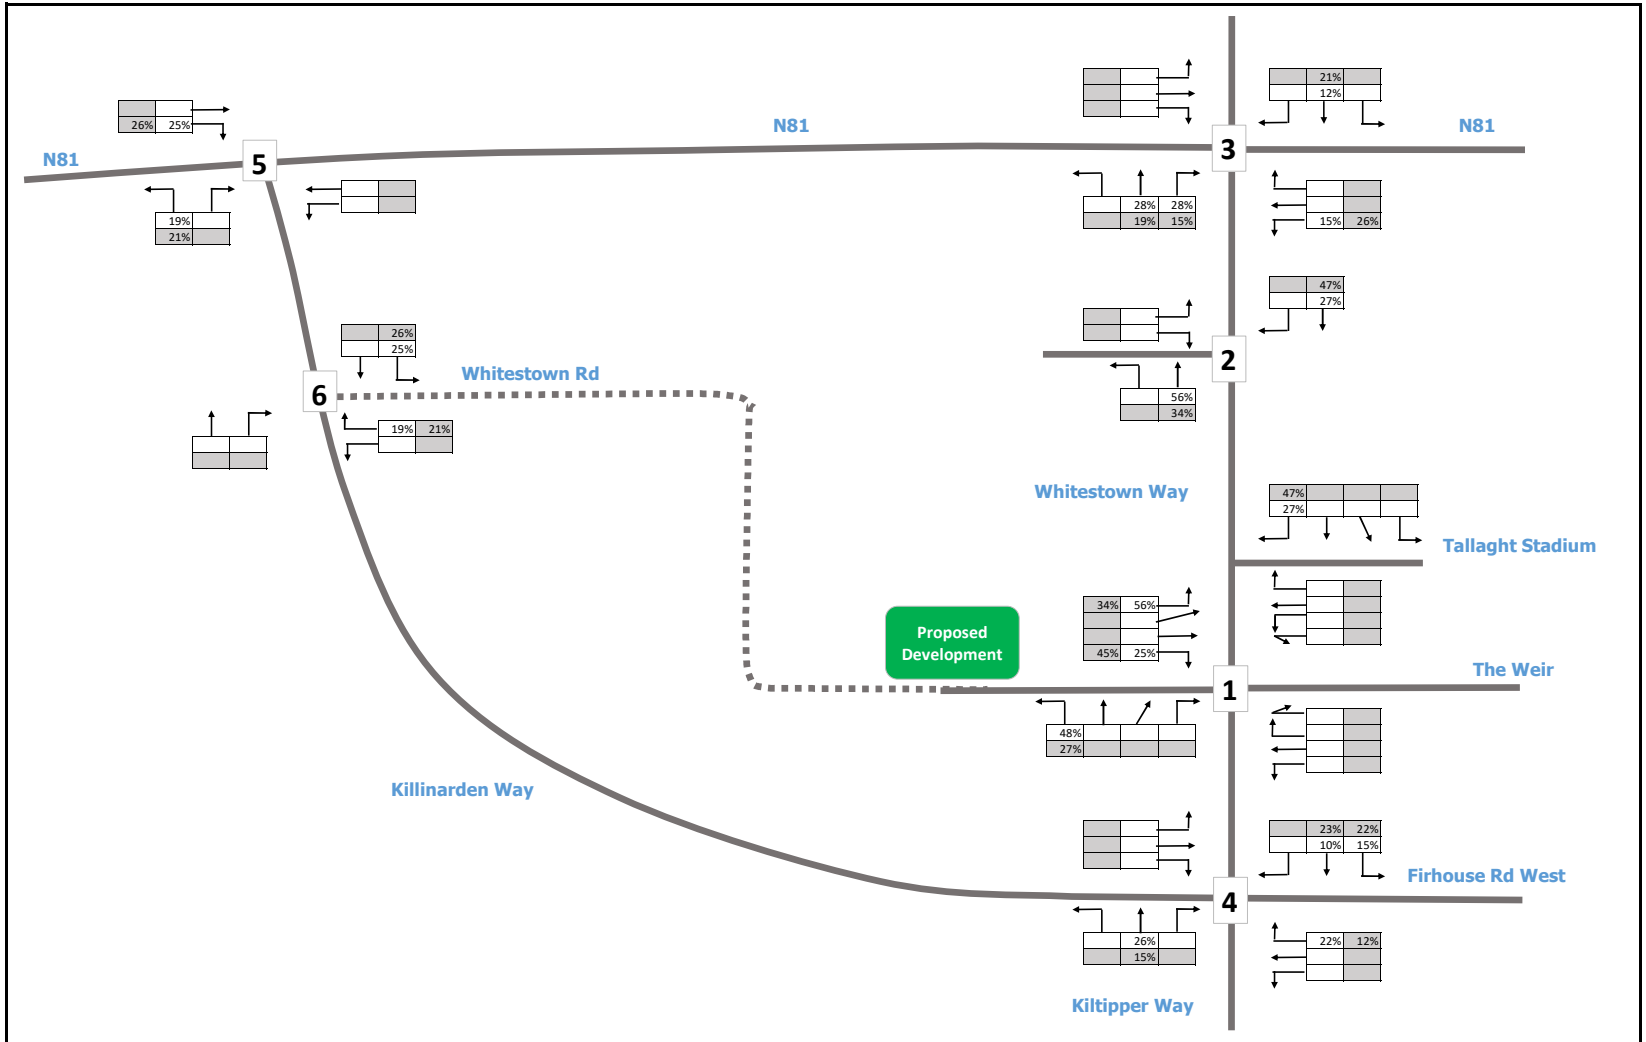 21%
12%
N81
N81
26% 25%
5
3
N81
19%
21%
28% 28%
19% 15%
15% 26%
47%
27%
26%
25%
2
Whitestown Rd
6
56%
34%
19% 21%
Whitestown Way
47%
27%
Tallaght Stadium
34% 56%
45% 25%
Proposed
Development
The Weir
1
48%
27%
Killinarden Way
23% 22%
10% 15%
Firhouse Rd West
4
26%
15%
22% 12%
Kiltipper Way